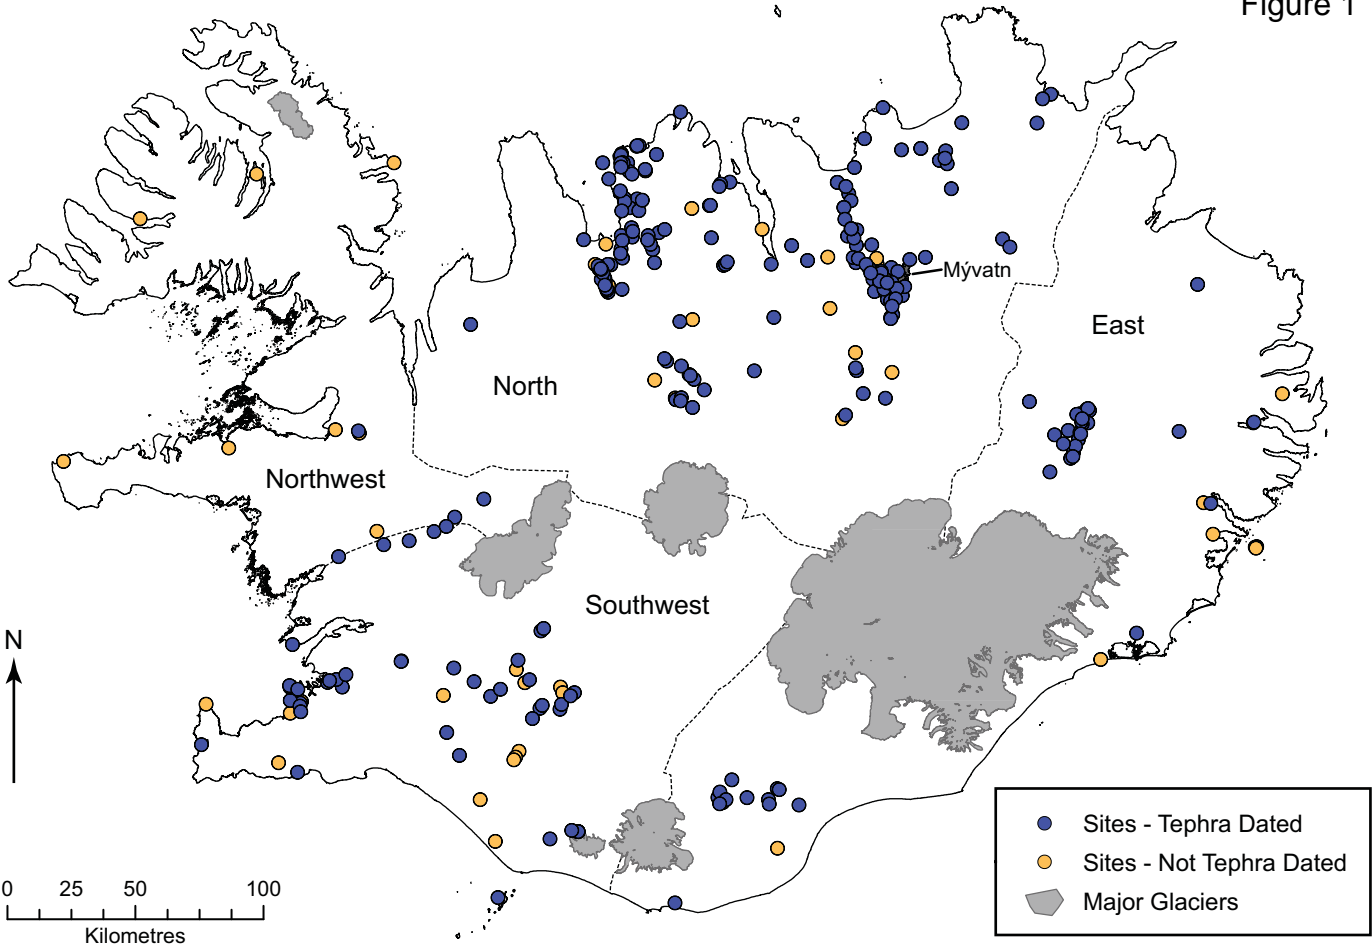 Figure 1
Mývatn
East
North
Northwest
Southwest
N
0 25 50 100
Kilometres
Sites - Tephra Dated
Sites - Not Tephra Dated
Major Glaciers